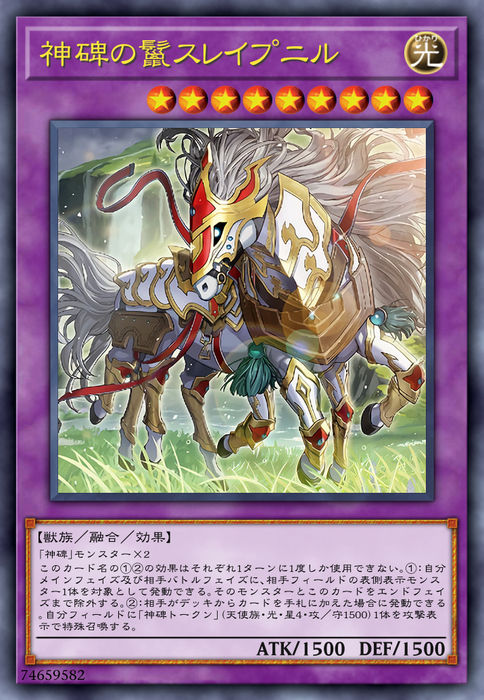 神碑の鬣スレイプニル
ひかり
光
【獣族／融合／効果】
「神碑」モンスター×2
このカード名の①②の効果はそれぞれ1ターンに1度しか使用できない。①：自分
メインフェイズ及び相手バトルフェイズに、相手フィールドの表側表示モンス
ター1体を対象として発動できる。そのモンスターとこのカードをエンドフェイ
ズまで除外する。②：相手がデッキからカードを手札に加えた場合に発動できる
。自分フィールドに「神碑トークン」（天使族・光・星4・攻／守1500）1体を攻撃表
示で特殊召喚する。
ATK/1500 DEF/1500
74659582